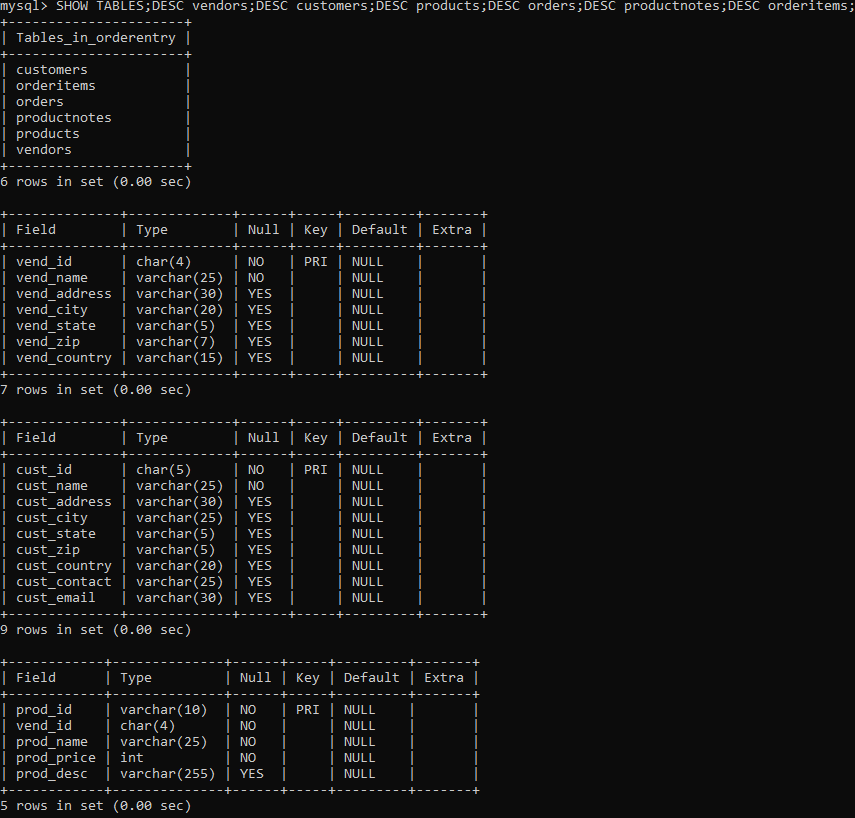 mysql> SHOW TABLES;DESC vendors;DESC customers;DESC products;DESC orders;DESC productnotes;DESC orderitems;
+----------------------+
| Tables_in_orderentry |
+----------------------+
| customers            |
| orderitems           |
| orders               |
| productnotes         |
| products             |
| vendors              |
+----------------------+
6 rows in set (0.00 sec)

+--------------+-------------+------+-----+---------+-------+
| Field        | Type        | Null | Key | Default | Extra |
+--------------+-------------+------+-----+---------+-------+
| vend_id      | char(4)     | NO   | PRI | NULL    |       |
| vend_name    | varchar(25) | NO   |     | NULL    |       |
| vend_address | varchar(30) | YES  |     | NULL    |       |
| vend_city    | varchar(20) | YES  |     | NULL    |       |
| vend_state   | varchar(5)  | YES  |     | NULL    |       |
| vend_zip     | varchar(7)  | YES  |     | NULL    |       |
| vend_country | varchar(15) | YES  |     | NULL    |       |
+--------------+-------------+------+-----+---------+-------+
7 rows in set (0.00 sec)

+--------------+-------------+------+-----+---------+-------+
| Field        | Type        | Null | Key | Default | Extra |
+--------------+-------------+------+-----+---------+-------+
| cust_id      | char(5)     | NO   | PRI | NULL    |       |
| cust_name    | varchar(25) | NO   |     | NULL    |       |
| cust_address | varchar(30) | YES  |     | NULL    |       |
| cust_city    | varchar(25) | YES  |     | NULL    |       |
| cust_state   | varchar(5)  | YES  |     | NULL    |       |
| cust_zip     | varchar(5)  | YES  |     | NULL    |       |
| cust_country | varchar(20) | YES  |     | NULL    |       |
| cust_contact | varchar(25) | YES  |     | NULL    |       |
| cust_email   | varchar(30) | YES  |     | NULL    |       |
+--------------+-------------+------+-----+---------+-------+
9 rows in set (0.00 sec)

+------------+--------------+------+-----+---------+-------+
| Field      | Type         | Null | Key | Default | Extra |
+------------+--------------+------+-----+---------+-------+
| prod_id    | varchar(10)  | NO   | PRI | NULL    |       |
| vend_id    | char(4)      | NO   |     | NULL    |       |
| prod_name  | varchar(25)  | NO   |     | NULL    |       |
| prod_price | int          | NO   |     | NULL    |       |
| prod_desc  | varchar(255) | YES  |     | NULL    |       |
+------------+--------------+------+-----+---------+-------+
5 rows in set (0.00 sec)